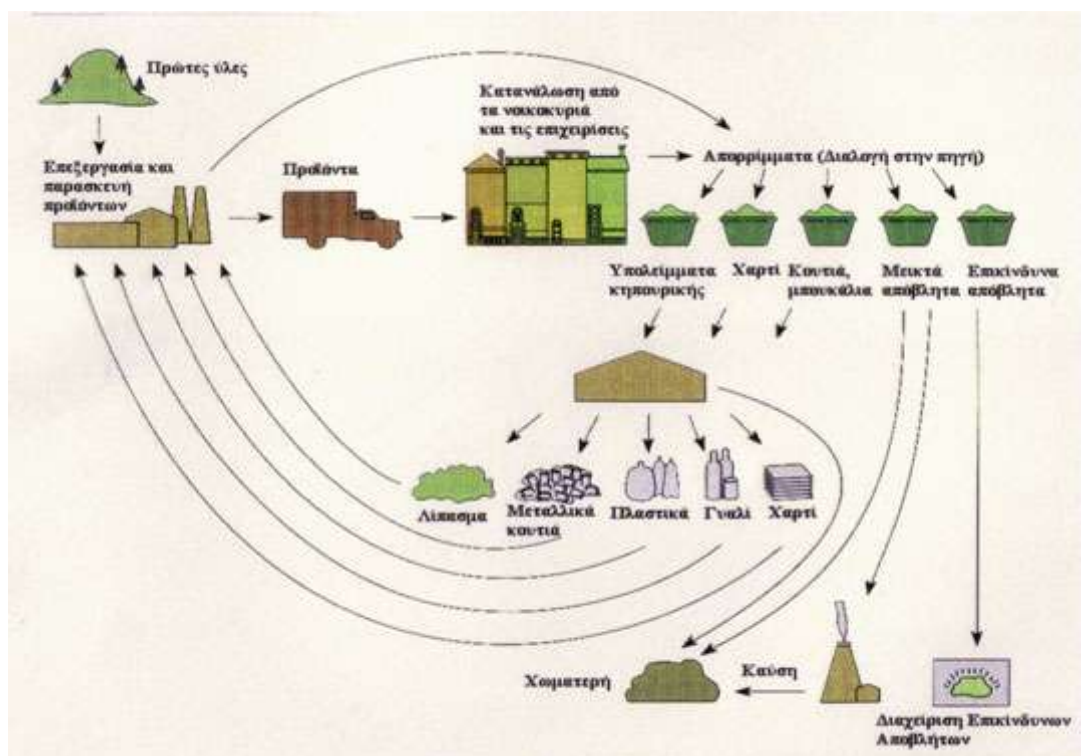 Πρώτες ύλες
Κατανάλωση από
τα νοικοκυριά
και τις επιχειρίσεις
Επεξεργασία και
παρασκευή
προϊόντων
Προϊόντα
Απορρίμματα (Διαλογή στην πηγή)
Υπολείμματα
κηπουρικής
Χαρτί
Κουτιά,
μπουκάλια
Μεικτά
απόβλητα
Επικίνδυνα
απόβλητα
Λίπασμα
Μεταλλικά
κουτιά
Πλαστικά
Γυαλί
Χαρτί
Χωματερή
Καύση
Διαχείριση Επικίνδυνων
Αποβλήτων